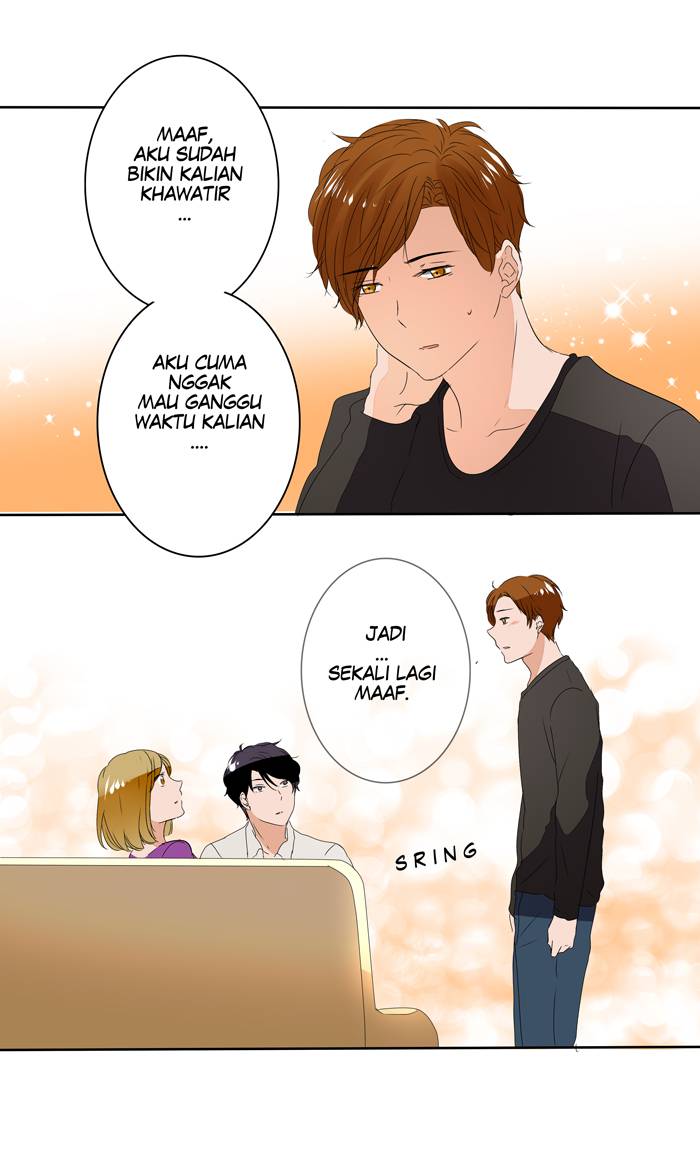 MAAF,
AKU SUDAH
BIKIN KALIAN
KHAWATIR
...
AKU CUMA
NGGAK
MAU GANGGU
WAKTU KALIAN
....
JADI
...
SEKALI LAGI
MAAF.
SRING